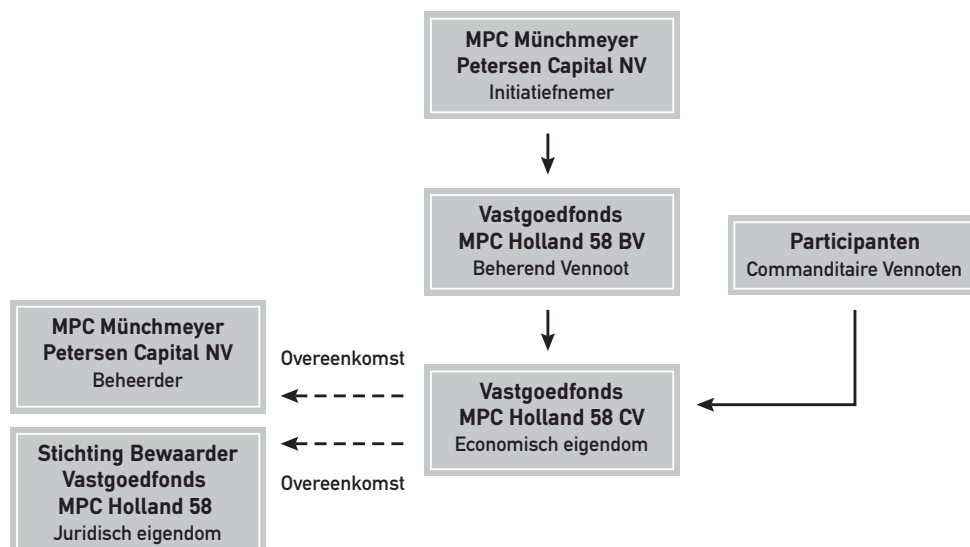 MPC Münchmeyer
Petersen Capital NV
Initiatiefnemer
Vastgoedfonds
MPC Holland 58 BV
Beherend Vennoot
Participanten
Commanditaire Vennoten
MPC Münchmeyer
Petersen Capital NV
Beheerder
Overeenkomst
Vastgoedfonds
MPC Holland 58 CV
Economisch eigendom
Stichting Bewaarder
Vastgoedfonds
MPC Holland 58
Juridisch eigendom
Overeenkomst